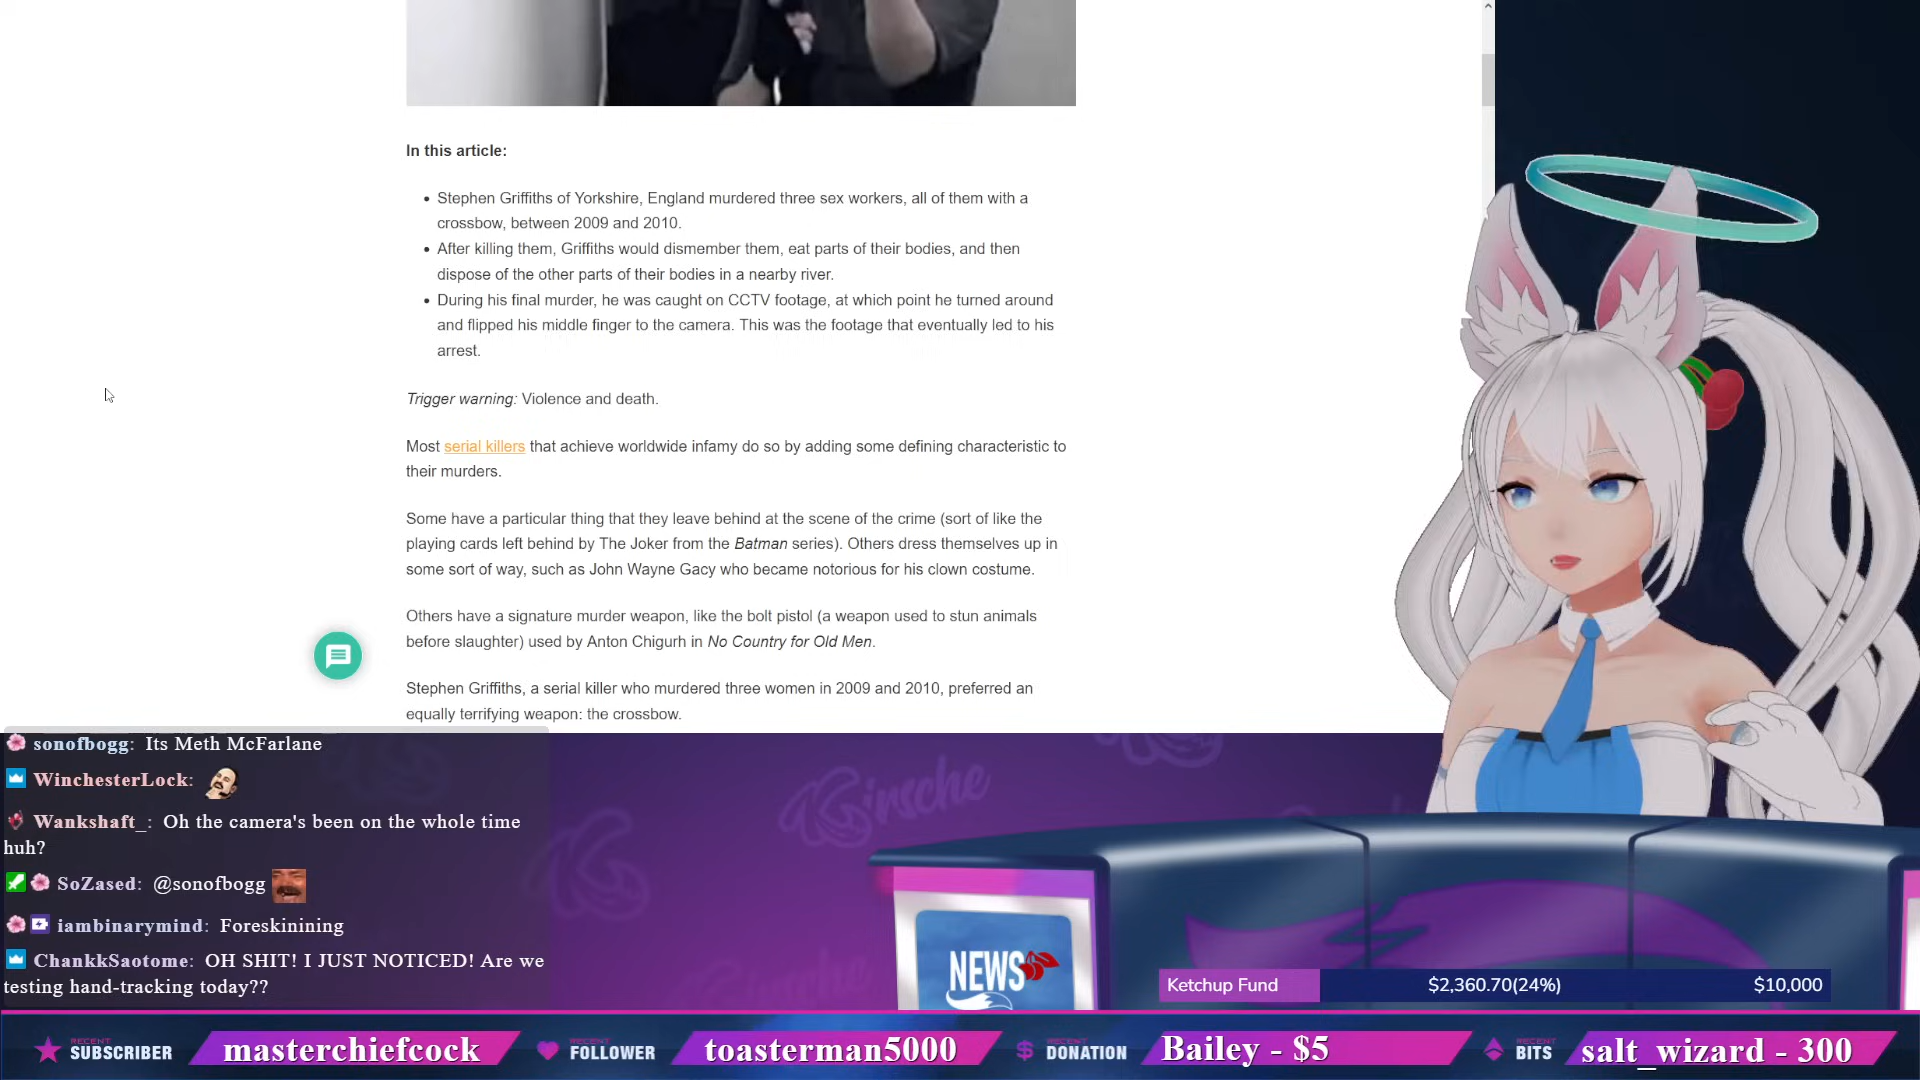 In this article:
Stephen Griffiths of Yorkshire, England murdered three sex workers, all of them with a
crossbow, between 2009 and 2010.
After killing them, Griffiths would dismember them, eat parts of their bodies, and then
dispose of the other parts of their bodies in a nearby river.
During his final murder, he was caught on CCTV footage, at which point he turned around
and flipped his middle finger to the camera. This was the footage that eventually led to his
arrest.
Trigger warning: Violence and death.
Most serial killers that achieve worldwide infamy do so by adding some defining characteristic to
their murders.
Some have a particular thing that they leave behind at the scene of the crime (sort of like the
playing cards left behind by The Joker from the Batman series). Others dress themselves up in
some sort of way, such as John Wayne Gacy who became notorious for his clown costume.
Others have a signature murder weapon, like the bolt pistol (a weapon used to stun animals
before slaughter) used by Anton Chigurh in No Country for Old Men.
Stephen Griffiths, a serial killer who murdered three women in 2009 and 2010, preferred an
equally terrifying weapon: the crossbow.
sonofbogg: Its Meth McFarlane
WinchesterLock:
Wankshaft_: Oh the camera's been on the whole time
huh?
SoZased: @sonofbogg
iambinarymind: Foreskinining
ChankkSaotome: OH SHIT! I JUST NOTICED! Are we
testing hand-tracking today??
Girsche
NEWS
Ketchup Fund $2,360.70(24%) $10,000
RECENT SUBSCRIBER masterchiefcock RECENT FOLLOWER toasterman5000 RECENT DONATION Bailey - $5 RECENT BITS salt_wizard - 300